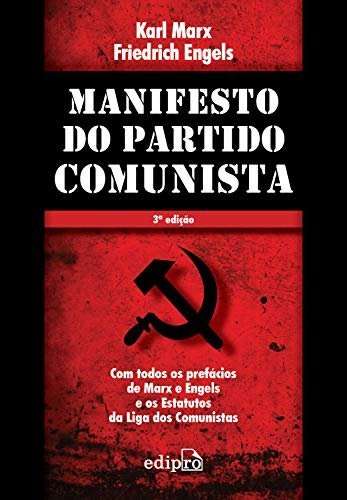 Karl Marx
Friedrich Engels
MANIFESTO
DO PARTIDO
COMUNISTA
3ª edição
Com todos os prefácios
de Marx e Engels
e os Estatutos
da Liga dos Comunistas
edipro